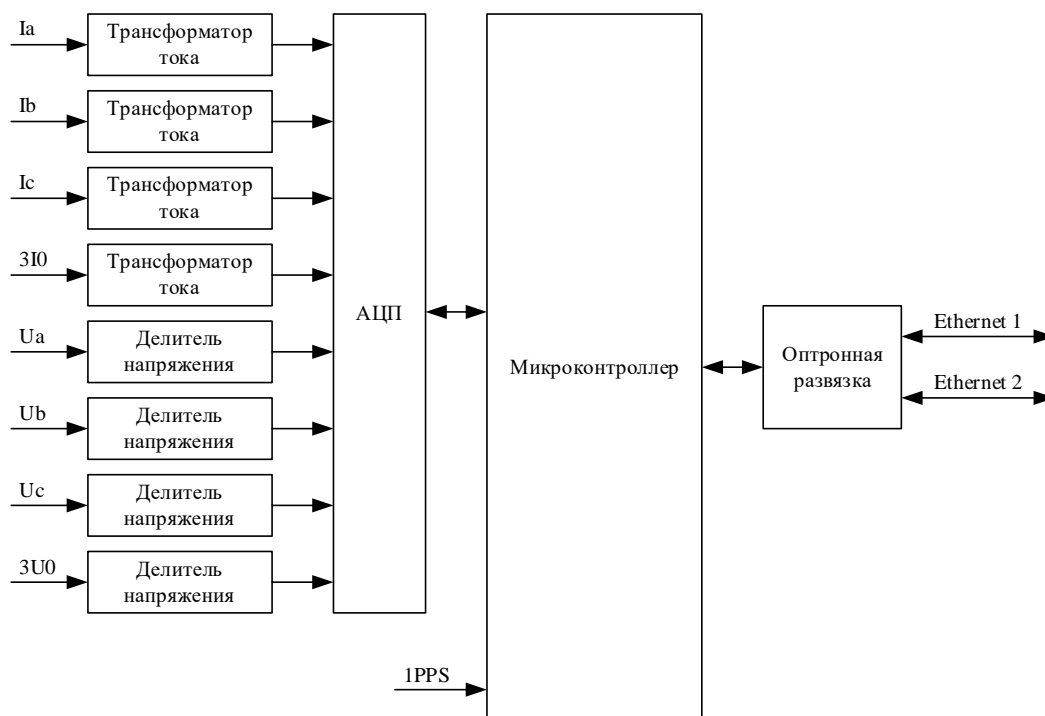 Ia
Трансформатор
тока
Ib
Трансформатор
тока
Ic
Трансформатор
тока
3I0
Трансформатор
тока
Ua
Делитель
напряжения
Ub
Делитель
напряжения
Uc
Делитель
напряжения
3U0
Делитель
напряжения
АЦП
Микроконтроллер
1PPS
Оптронная
развязка
Ethernet 1
Ethernet 2